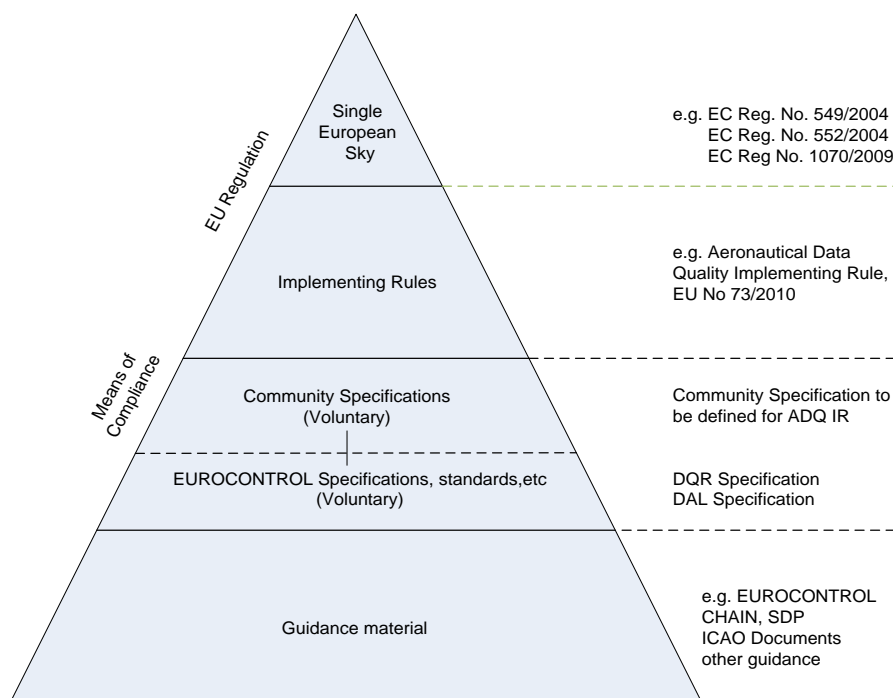 Single
European
Sky
e.g. EC Reg. No. 549/2004
EC Reg. No. 552/2004
EC Reg No. 1070/2009
EU Regulation
Implementing Rules
e.g. Aeronautical Data
Quality Implementing Rule,
EU No 73/2010
Means of
Compliance
Community Specifications
(Voluntary)
Community Specification to
be defined for ADQ IR
EUROCONTROL Specifications, standards,etc
(Voluntary)
DQR Specification
DAL Specification
Guidance material
e.g. EUROCONTROL
CHAIN, SDP
ICAO Documents
other guidance